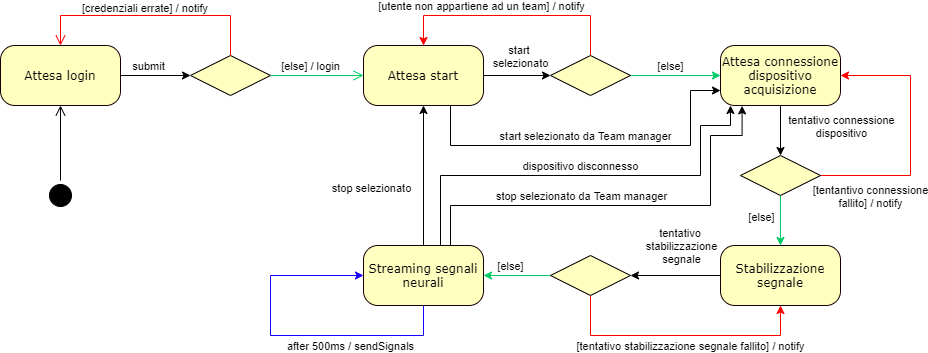 [credenziali errate] / notify
[utente non appartiene ad un team] / notify
Attesa login
submit
[else] / login
Attesa start
start
selezionato
[else]
Attesa connessione
dispositivo
acquisizione
tentativo connessione
dispositivo
start selezionato da Team manager
dispositivo disconnesso
stop selezionato
stop selezionato da Team manager
[tentantivo connessione
fallito] / notify
[else]
tentativo
stabilizzazione
segnale
Streaming segnali
neurali
[else]
Stabilizzazione
segnale
after 500ms / sendSignals
[tentativo stabilizzazione segnale fallito] / notify